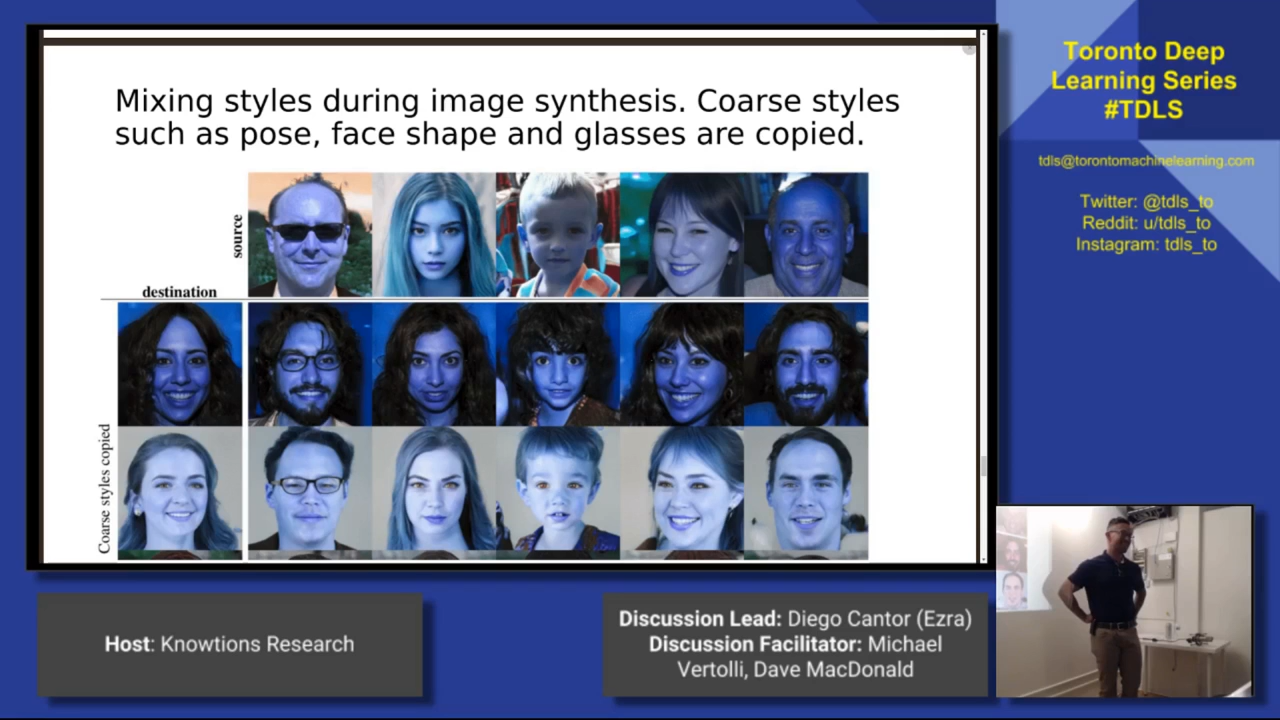 Mixing styles during image synthesis. Coarse styles
such as pose, face shape and glasses are copied.
source
destination
Coarse styles copied
Toronto Deep
Learning Series
#TDLS
tdls@torontomachinelearning.com
Twitter: @tdls_to
Reddit: u/tdls_to
Instagram: tdls_to
Host: Knowtions Research
Discussion Lead: Diego Cantor (Ezra)
Discussion Facilitator: Michael
Vertolli, Dave MacDonald